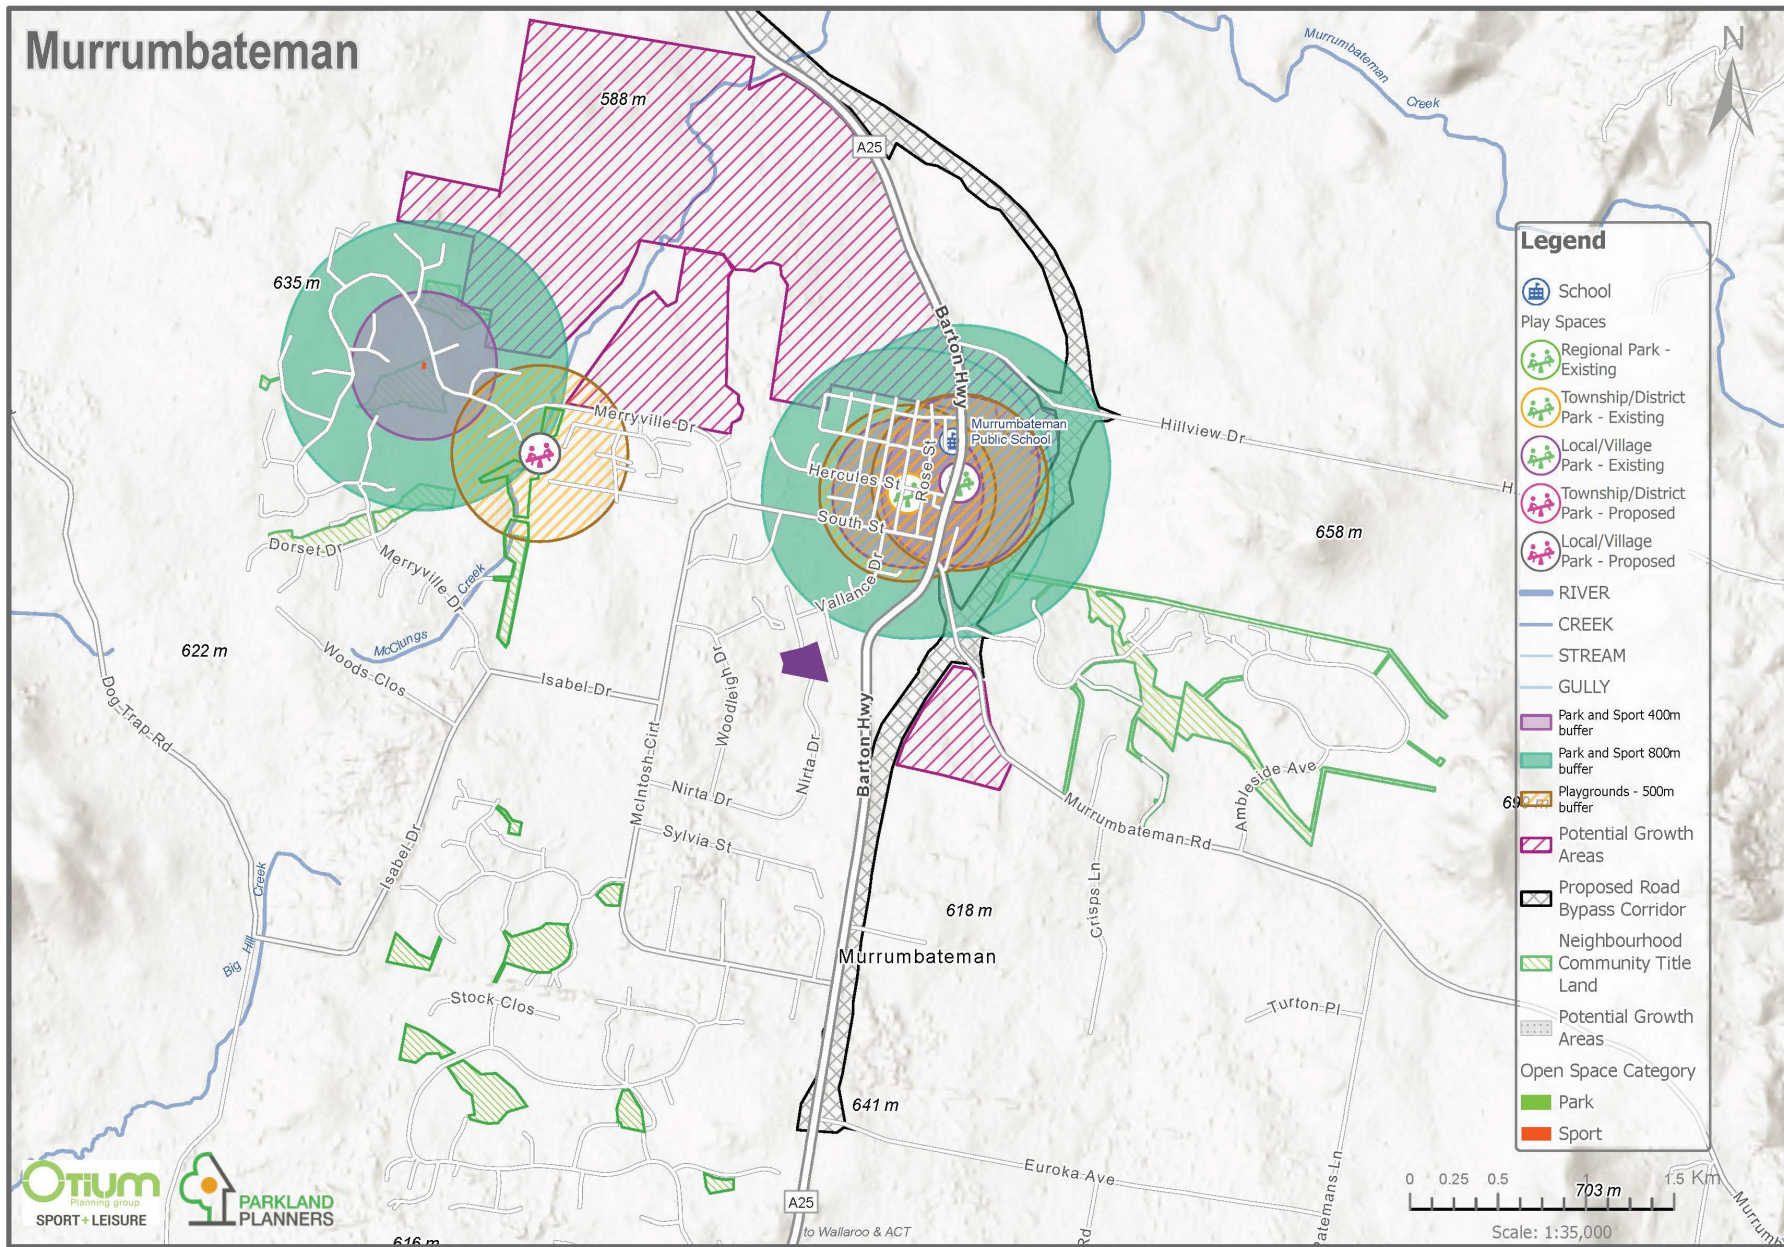 Murrumbateman
N
588 m
A25
Murrumbateman
Creek
635 m
Barton Hwy
Merryville Dr
Murrumbateman
Public School
Hillview Dr
Hercules St
Rose St
South St
Vallance Dr
658 m
Dorset Dr
Merryville Dr
Creek
McClungs
622 m
Woods Clos
Isabel Dr
Woodleigh Dr
Dog Trap Rd
McIntosh Cirt
Nirta Dr
Barton Hwy
Nirta Dr
Sylvia St
Isabel Dr
Murrumbateman Rd
Ambleside Ave
Crisps Ln
618 m
Murrumbateman
Big Hill
Creek
Stock Clos
Turton Pl
641 m
Euroka Ave
A25
to Wallaroo & ACT
Rd
616 m
703 m
Legend
School
Play Spaces
Regional Park -
Existing
Township/District
Park - Existing
Local/Village
Park - Existing
Township/District
Park - Proposed
Local/Village
Park - Proposed
RIVER
CREEK
STREAM
GULLY
Park and Sport 400m
buffer
Park and Sport 800m
buffer
Playgrounds - 500m
buffer
Potential Growth
Areas
Proposed Road
Bypass Corridor
Neighbourhood
Community Title
Land
Potential Growth
Areas
Open Space Category
Park
Sport
0 0.25 0.5 1 1.5 Km
Scale: 1:35,000
OTIUM
Planning group
SPORT + LEISURE
PARKLAND
PLANNERS